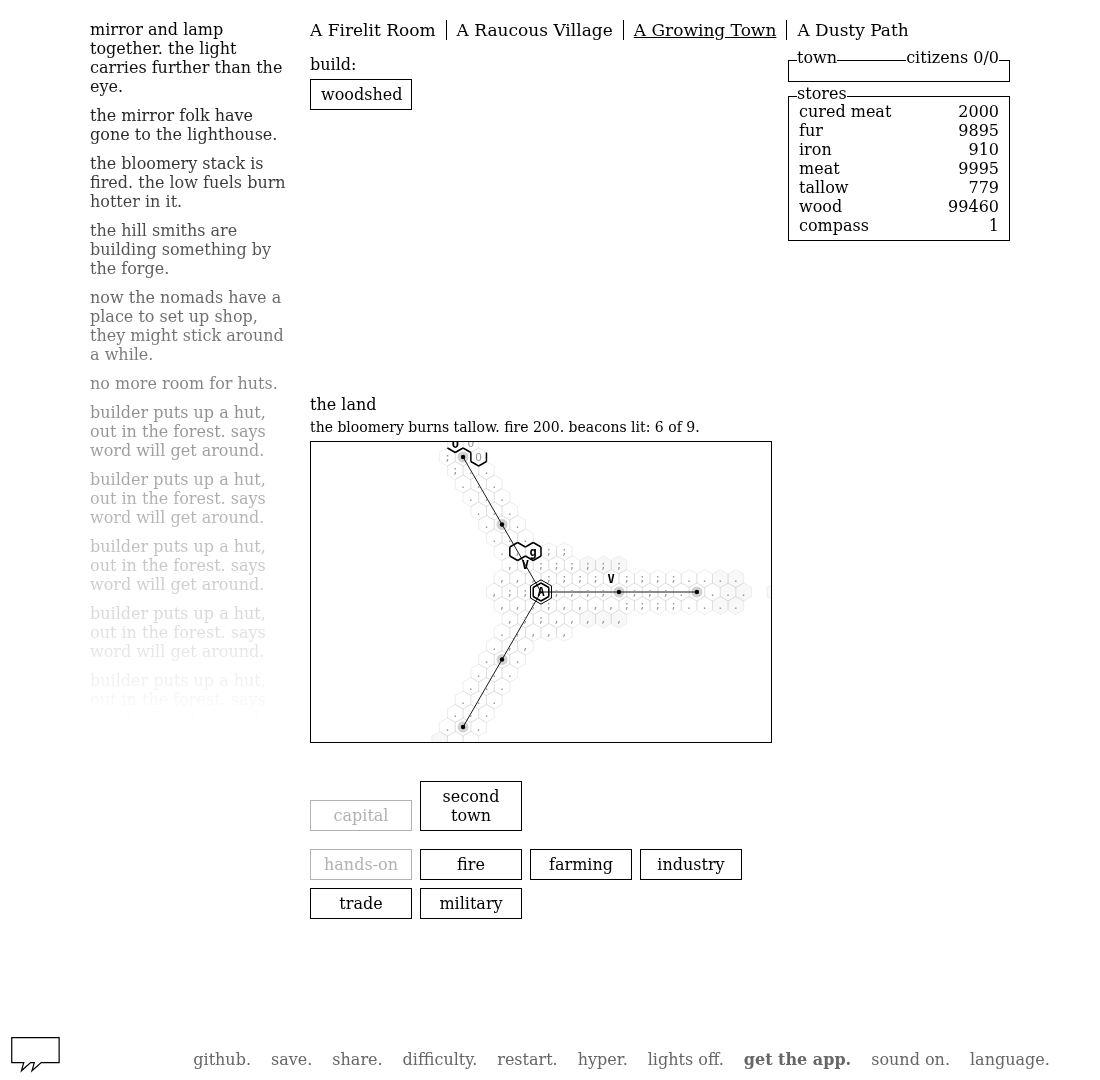 mirror and lamp
together. the light
carries further than the
eye.
the mirror folk have
gone to the lighthouse.
the bloomery stack is
fired. the low fuels burn
hotter in it.
the hill smiths are
building something by
the forge.
now the nomads have a
place to set up shop,
they might stick around
a while.
no more room for huts.
builder puts up a hut,
out in the forest. says
word will get around.
builder puts up a hut,
out in the forest. says
word will get around.
builder puts up a hut,
out in the forest. says
word will get around.
builder puts up a hut,
out in the forest. says
word will get around.
builder puts up a hut,
out in the forest. says
A Firelit Room
A Raucous Village
A Growing Town
A Dusty Path
build:
woodshed
town
citizens 0/0
stores
cured meat 2000
fur 9895
iron 910
meat 9995
tallow 779
wood 99460
compass 1
the land
the bloomery burns tallow. fire 200. beacons lit: 6 of 9.
g
V
V
A
capital
second
town
hands-on
fire
farming
industry
trade
military
github.
save.
share.
difficulty.
restart.
hyper.
lights off.
get the app.
sound on.
language.